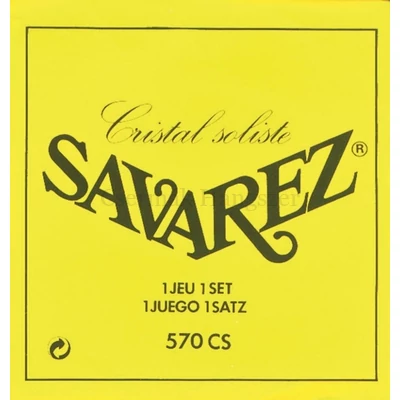 Cristal soliste
SAVAREZ®
1 JEU 1 SET
1 JUEGO 1 SATZ
570 CS